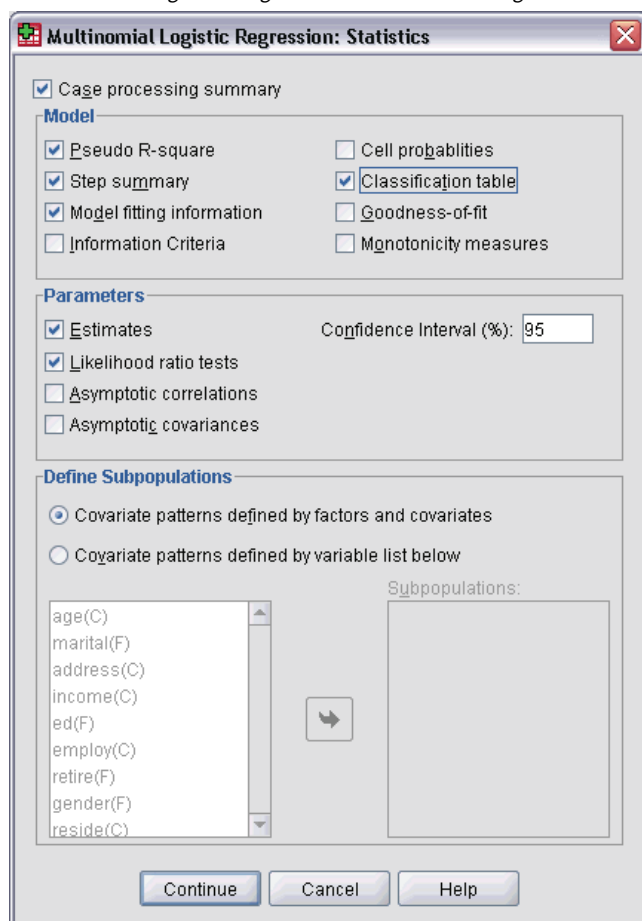 Multinomial Logistic Regression: Statistics
Case processing summary
Model
Pseudo R-square
Cell probablities
Step summary
Classification table
Model fitting information
Goodness-of-fit
Information Criteria
Monotonicity measures
Parameters
Estimates
Confidence Interval (%): 95
Likelihood ratio tests
Asymptotic correlations
Asymptotic covariances
Define Subpopulations
Covariate patterns defined by factors and covariates
Covariate patterns defined by variable list below
Subpopulations:
age(C)
marital(F)
address(C)
income(C)
ed(F)
employ(C)
retire(F)
gender(F)
reside(C)
Continue Cancel Help